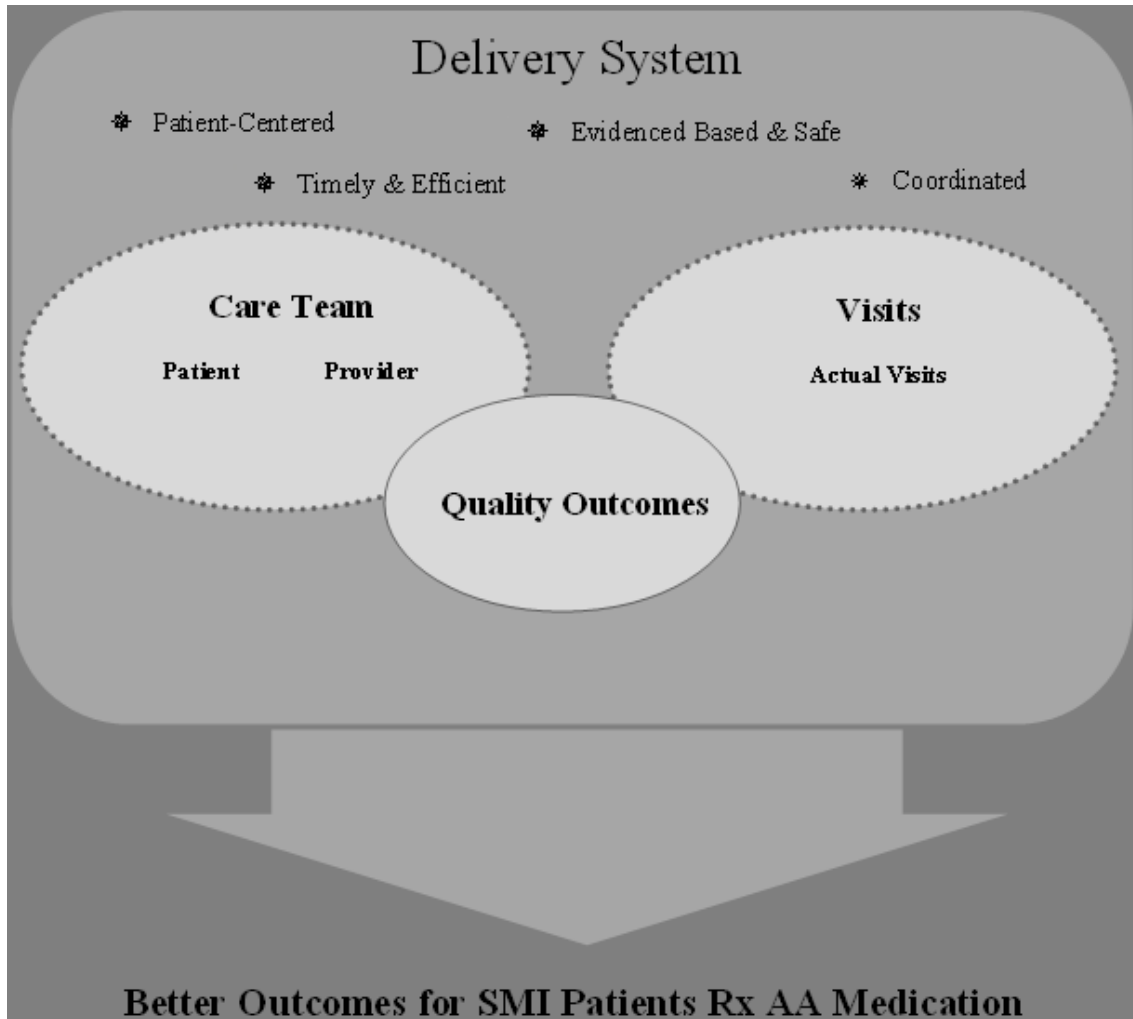 Delivery System
Patient-Centered
Evidenced Based & Safe
Timely & Efficient
Coordinated
Care Team
Patient Provider
Visits
Actual Visits
Quality Outcomes
Better Outcomes for SMI Patients Rx AA Medication